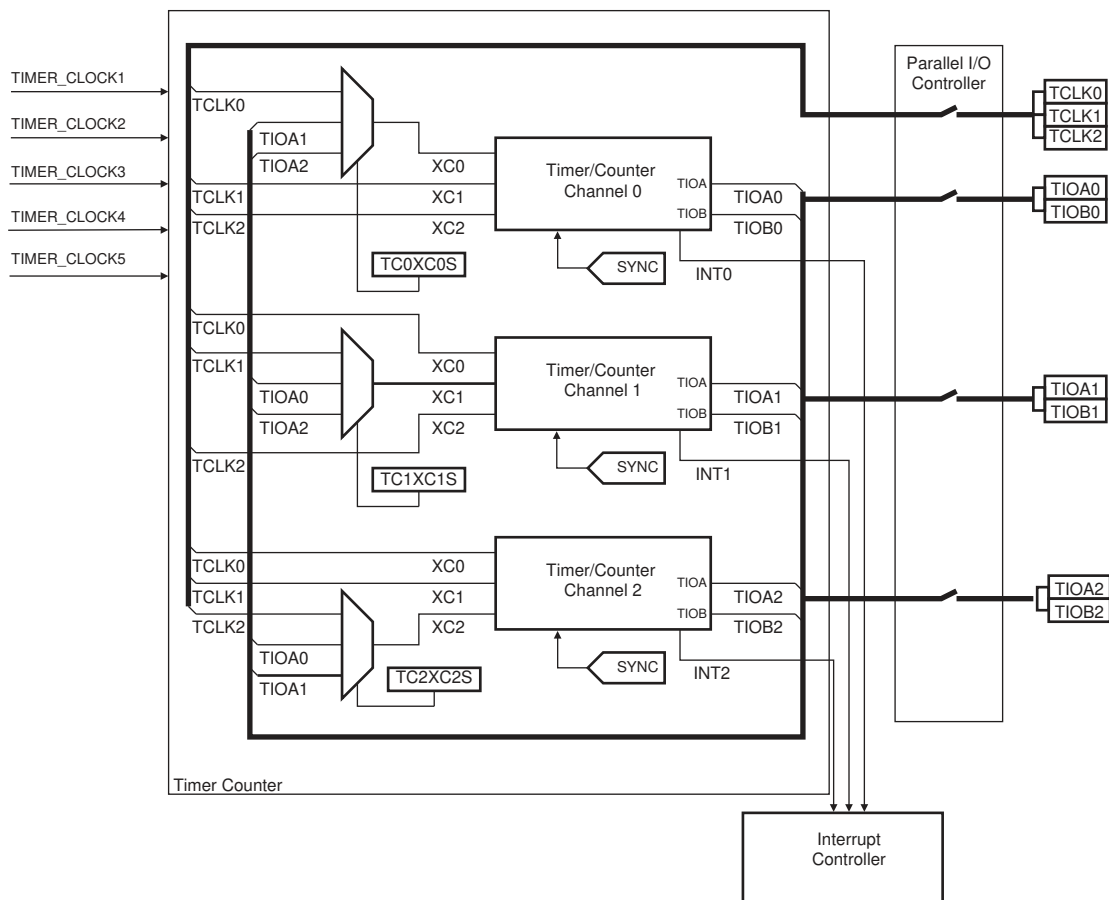 TIMER_CLOCK1
TIMER_CLOCK2
TIMER_CLOCK3
TIMER_CLOCK4
TIMER_CLOCK5
TCLK0
TIOA1
TIOA2
TCLK1
TCLK2
XC0
XC1
XC2
TC0XC0S
Timer/Counter
Channel 0
TIOA
TIOB
TIOA0
TIOB0
SYNC
INT0
TCLK0
TCLK1
TIOA0
TIOA2
TCLK2
XC0
XC1
XC2
TC1XC1S
Timer/Counter
Channel 1
TIOA
TIOB
TIOA1
TIOB1
SYNC
INT1
TCLK0
TCLK1
TCLK2
TIOA0
TIOA1
XC0
XC1
XC2
TC2XC2S
Timer/Counter
Channel 2
TIOA
TIOB
TIOA2
TIOB2
SYNC
INT2
Timer Counter
Parallel I/O
Controller
TCLK0
TCLK1
TCLK2
TIOA0
TIOB0
TIOA1
TIOB1
TIOA2
TIOB2
Interrupt
Controller